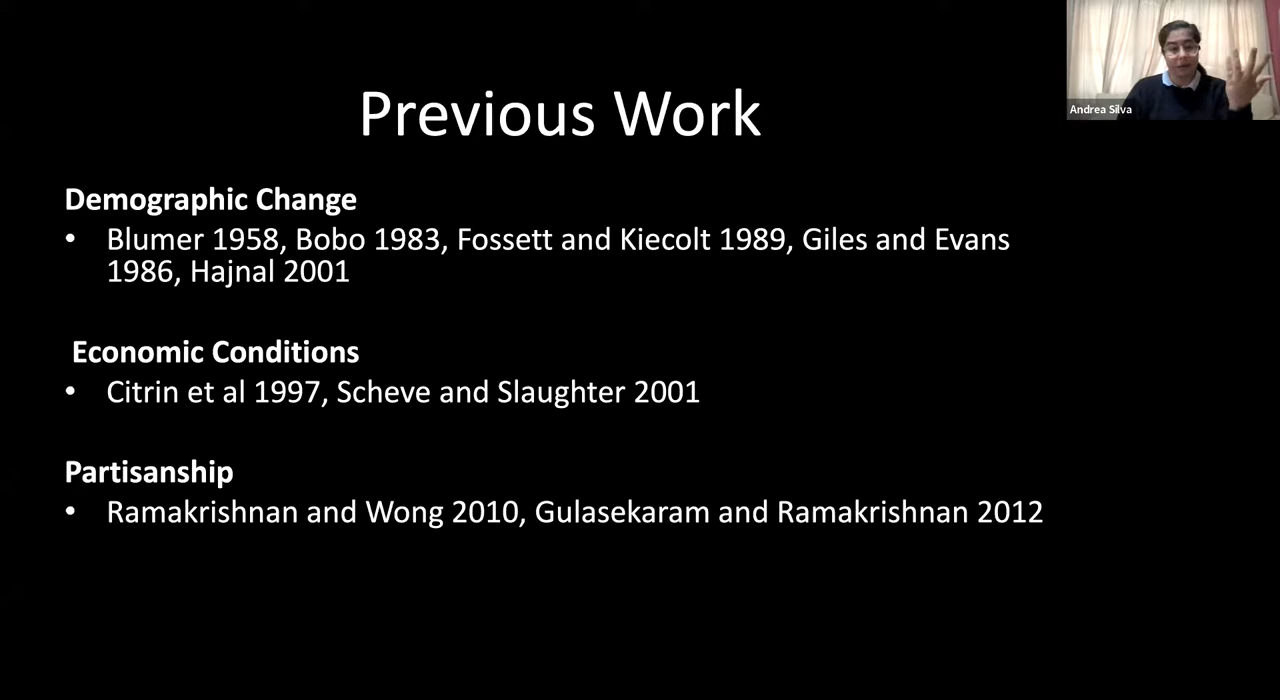 Andrea Silva
Previous Work
Demographic Change
• Blumer 1958, Bobo 1983, Fossett and Kiecolt 1989, Giles and Evans
1986, Hajnal 2001
Economic Conditions
• Citrin et al 1997, Scheve and Slaughter 2001
Partisanship
• Ramakrishnan and Wong 2010, Gulasekaram and Ramakrishnan 2012